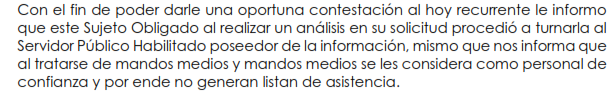 Con el fin de poder darle una oportuna contestación al hoy recurrente le informo
que este Sujeto Obligado al realizar un análisis en su solicitud procedió a turnarla al
Servidor Público Habilitado poseedor de la información, mismo que nos informa que
al tratarse de mandos medios y mandos medios se les considera como personal de
confianza y por ende no generan listan de asistencia.